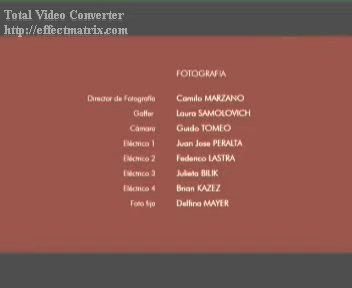 Total Video Converter
http://effectmatrix.com
FOTOGRAFIA
Director de Fotografía Camilo MARZANO
Gaffer Laura SAMOLOVICH
Cámara Guido TOMEO
Eléctrico 1 Juan Jose PERALTA
Eléctrico 2 Federico LASTRA
Eléctrico 3 Julieta BILIK
Eléctrico 4 Brian KAZEZ
Foto fija Delfina MAYER